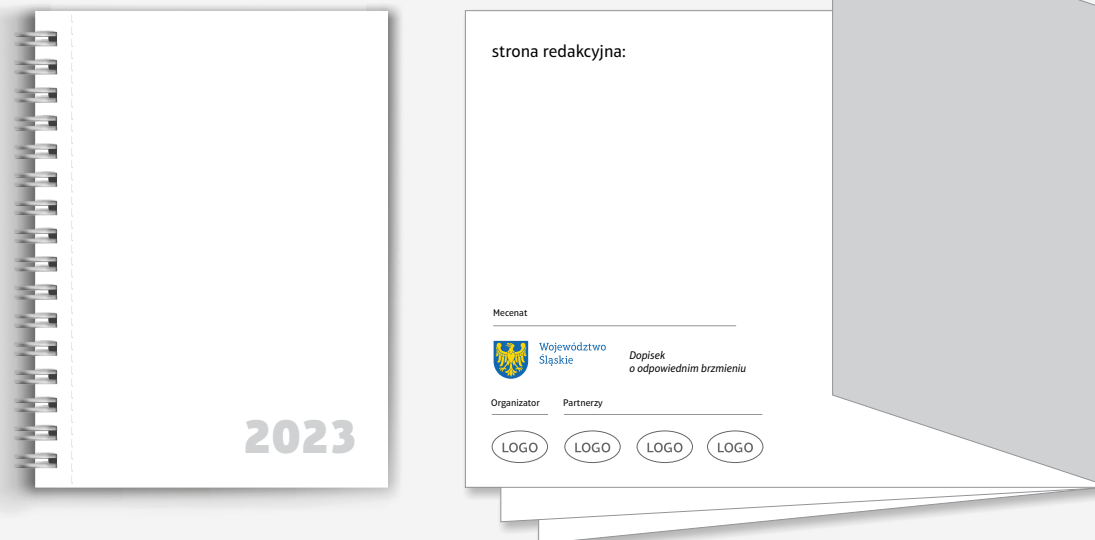 2023
strona redakcyjna:
Mecenat
Województwo
Śląskie
Dopisek
o odpowiednim brzmieniu
Organizator Partnerzy
LOGO LOGO LOGO LOGO